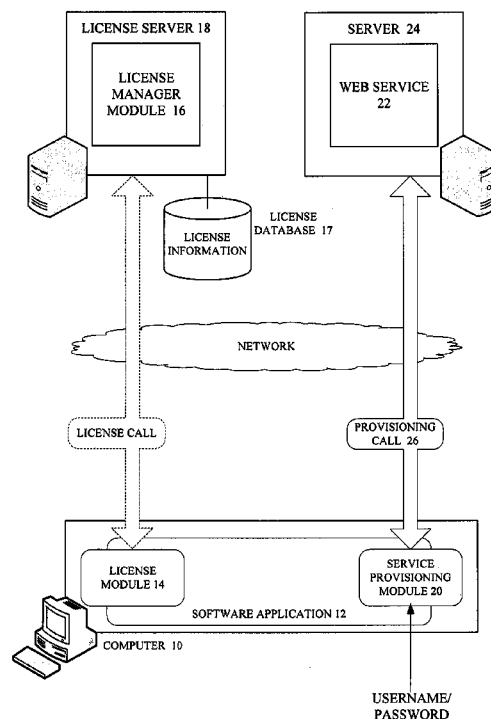 LICENSE SERVER 18
LICENSE
MANAGER
MODULE 16
SERVER 24
WEB SERVICE
22
LICENSE
DATABASE 17
LICENSE
INFORMATION
NETWORK
LICENSE CALL
PROVISIONING
CALL 26
LICENSE
MODULE 14
SERVICE
PROVISIONING
MODULE 20
SOFTWARE APPLICATION 12
COMPUTER 10
USERNAME/
PASSWORD